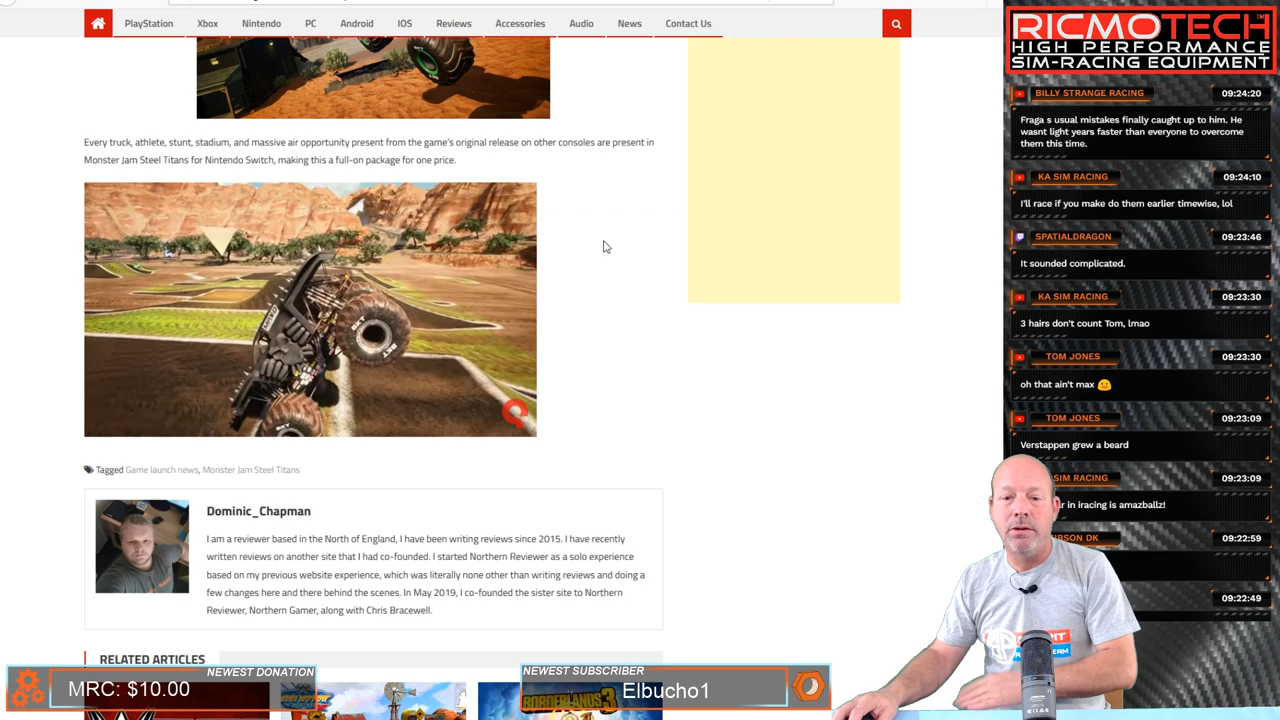 PlayStation Xbox Nintendo PC Android IOS Reviews Accessories Audio News Contact Us
Every truck, athlete, stunt, stadium, and massive air opportunity present from the game's original release on other consoles are present in
Monster Jam Steel Titans for Nintendo Switch, making this a full-on package for one price.
Tagged Game launch news, Monster Jam Steel Titans
Dominic_Chapman
I am a reviewer based in the North of England, I have been writing reviews since 2015. I have recently
written reviews on another site that I had co-founded. I started Northern Reviewer as a solo experience
based on my previous website experience, which was literally none other than writing reviews and doing a
few changes here and there behind the scenes. In May 2019, I co-founded the sister site to Northern
Reviewer, Northern Gamer, along with Chris Bracewell.
RELATED ARTICLES
NEWEST DONATION
MRC: $10.00
NEWEST SUBSCRIBER
Elbucho1
BORDERLANDS 3
RICMOTECH
HIGH PERFORMANCE
SIM-RACING EQUIPMENT
BILLY STRANGE RACING 09:24:20
Fraga s usual mistakes finally caught up to him. He
wasnt light years faster than everyone to overcome
them this time.
KA SIM RACING 09:24:10
I'll race if you make do them earlier timewise, lol
SPATIALDRAGON 09:23:46
It sounded complicated.
KA SIM RACING 09:23:30
3 hairs don't count Tom, lmao
TOM JONES 09:23:30
oh that ain't max
TOM JONES 09:23:09
Verstappen grew a beard
SIM RACING 09:23:09
in iracing is amazballz!
DK 09:22:59
09:22:49